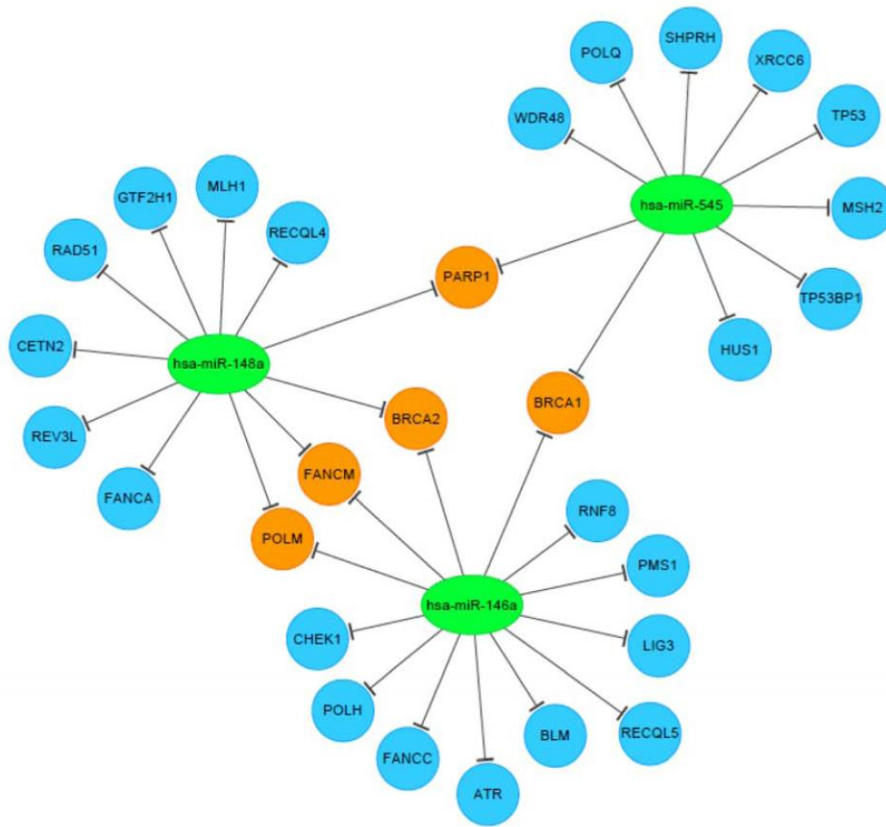 SHPRH
POLQ
XRCC6
WDR48
TP53
MLH1
GTF2H1
hsa-miR-545
MSH2
RECQL4
RAD51
PARP1
TP53BP1
CETN2
HUS1
hsa-miR-148a
BRCA2
BRCA1
REV3L
FANCM
FANCA
RNF8
POLM
PMS1
hsa-miR-146a
CHEK1
LIG3
POLH
RECQL5
BLM
FANCC
ATR